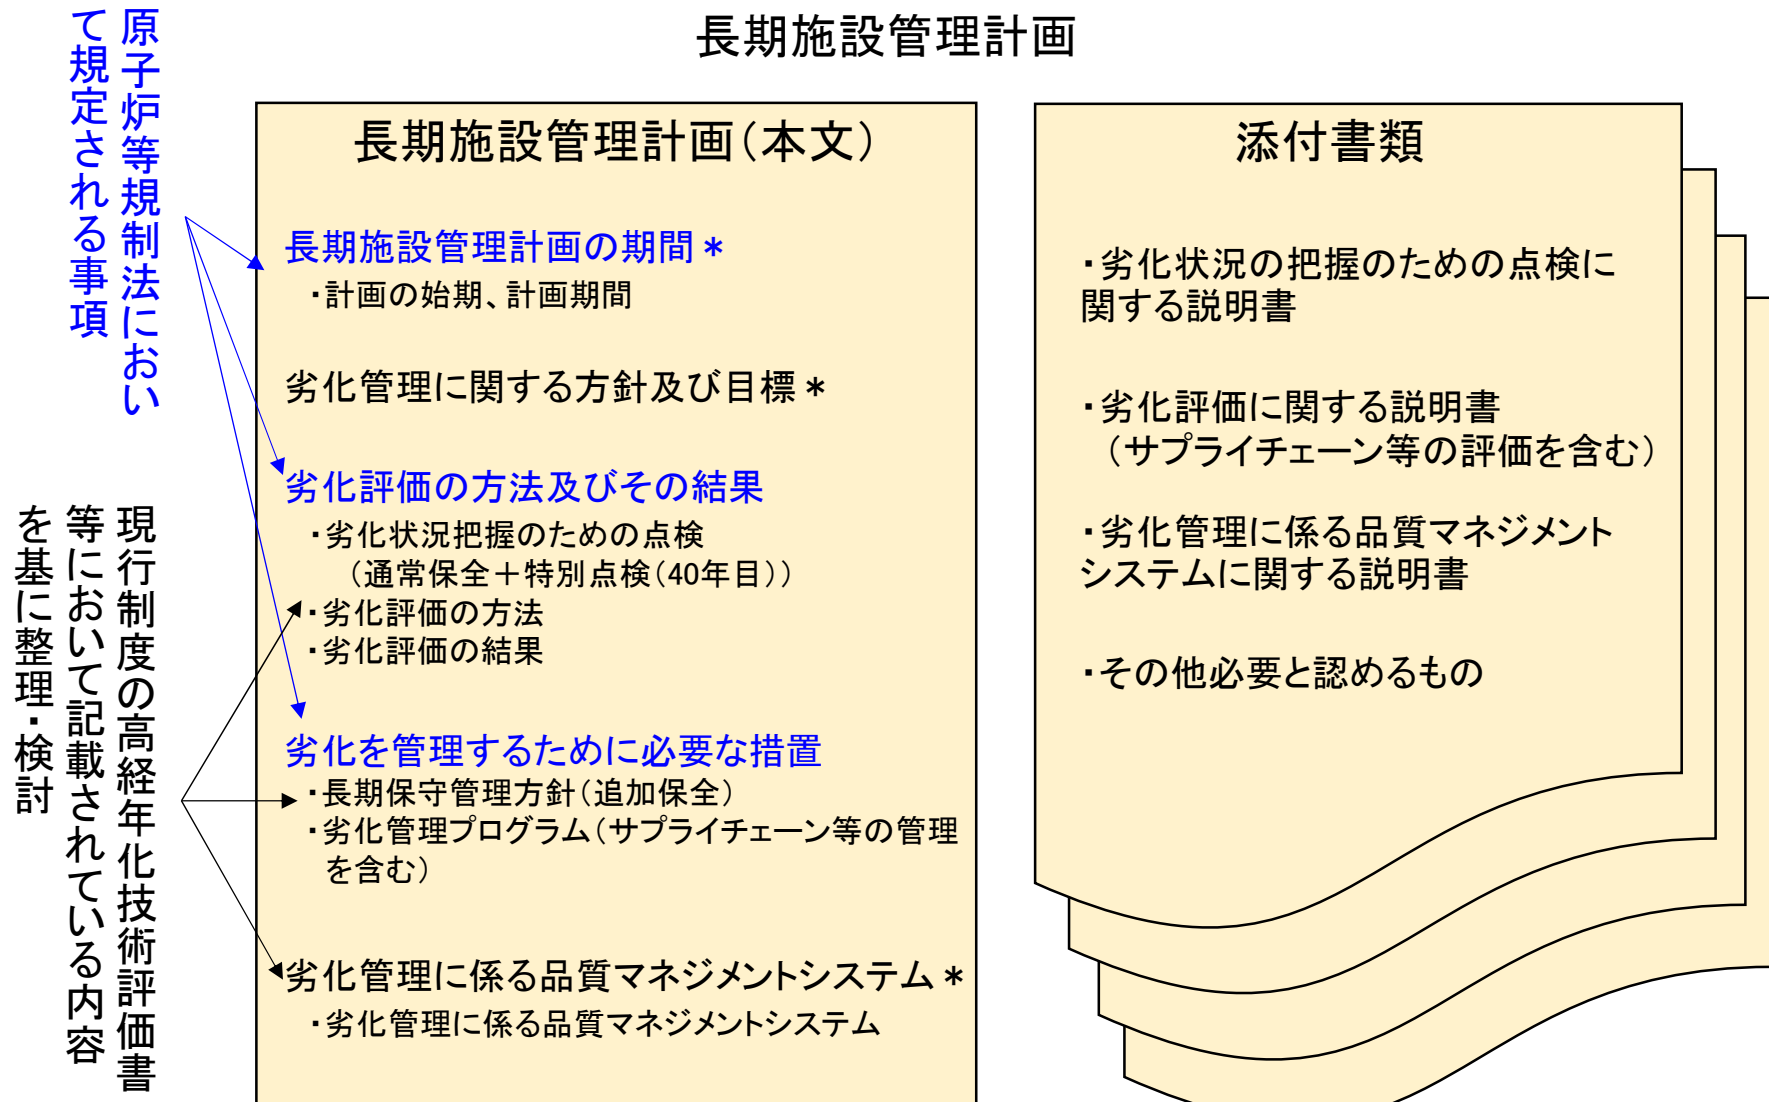 長期施設管理計画
原子炉等規制法におい
て規定される事項
現行制度の高経年化技術評価書
等において記載されている内容
を基に整理・検討
長期施設管理計画(本文)
長期施設管理計画の期間*
・計画の始期、計画期間
劣化管理に関する方針及び目標*
劣化評価の方法及びその結果
・劣化状況把握のための点検
(通常保全+特別点検(40年目))
・劣化評価の方法
・劣化評価の結果
劣化を管理するために必要な措置
・長期保守管理方針(追加保全)
・劣化管理プログラム(サプライチェーン等の管理
を含む)
劣化管理に係る品質マネジメントシステム*
・劣化管理に係る品質マネジメントシステム
添付書類
・劣化状況の把握のための点検に
関する説明書
・劣化評価に関する説明書
(サプライチェーン等の評価を含む)
・劣化管理に係る品質マネジメント
システムに関する説明書
・その他必要と認めるもの